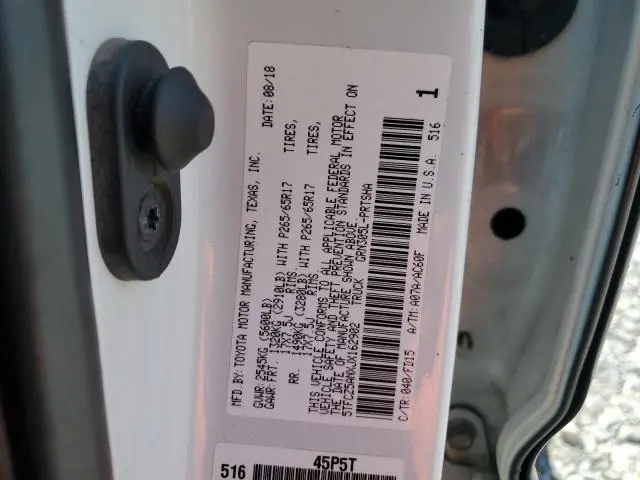 MFD.BY: TOYOTA MOTOR MANUFACTURING, TEXAS, INC. DATE: 08/18
GVWR: 2545KG (5600LB)
GAWR: FRT. 1320KG (2910LB) WITH P265/65R17 TIRES,
17X7.5J RIMS
RR. 1490KG (3280LB) WITH P265/65R17 TIRES,
17X7.5J RIMS
THIS VEHICLE CONFORMS TO ALL APPLICABLE FEDERAL MOTOR
VEHICLE SAFETY AND THEFT PREVENTION STANDARDS IN EFFECT ON
THE DATE OF MANUFACTURE SHOWN ABOVE.
5TFCZ5ANXJX162902 TRUCK GRN305L-PRTSHA
1
C/TR: 040/FD15 A/TM: A07A/AC60F
MADE IN U.S.A. 516
516 45P5T